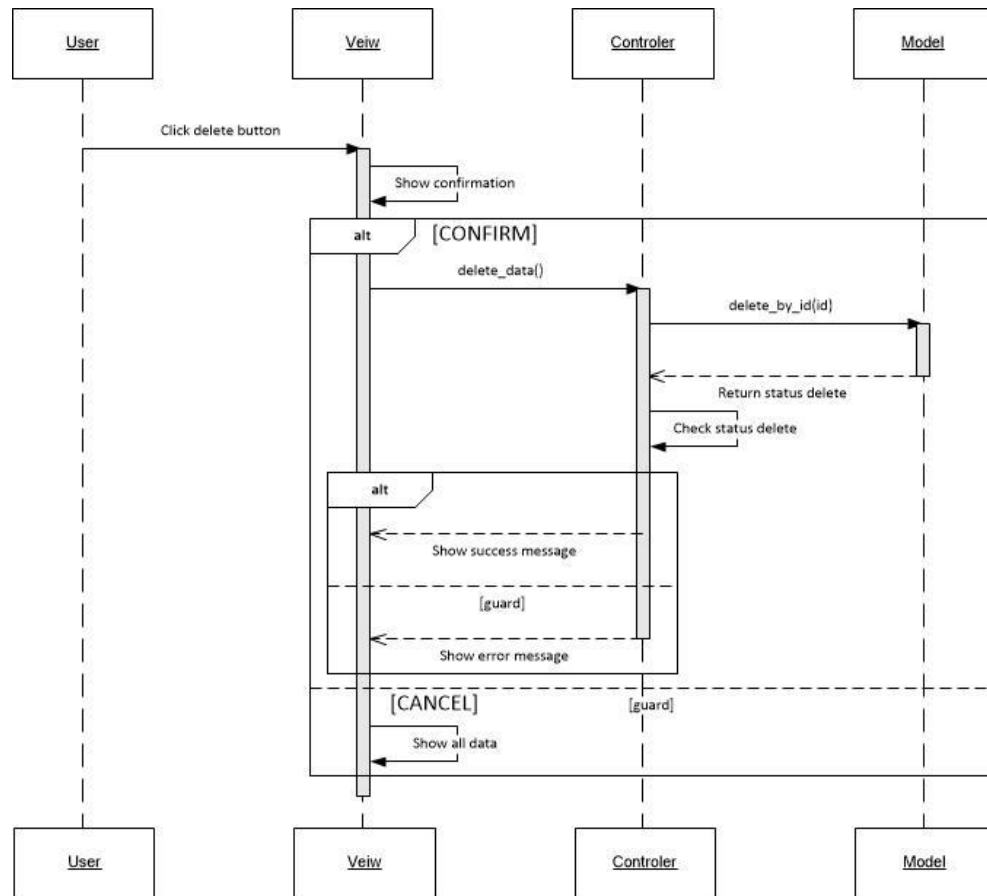 User
Veiw
Controler
Model
Click delete button
Show confirmation
alt
[CONFIRM]
delete_data()
delete_by_id(id)
Return status delete
Check status delete
alt
Show success message
[guard]
Show error message
[CANCEL]
[guard]
Show all data
User
Veiw
Controler
Model